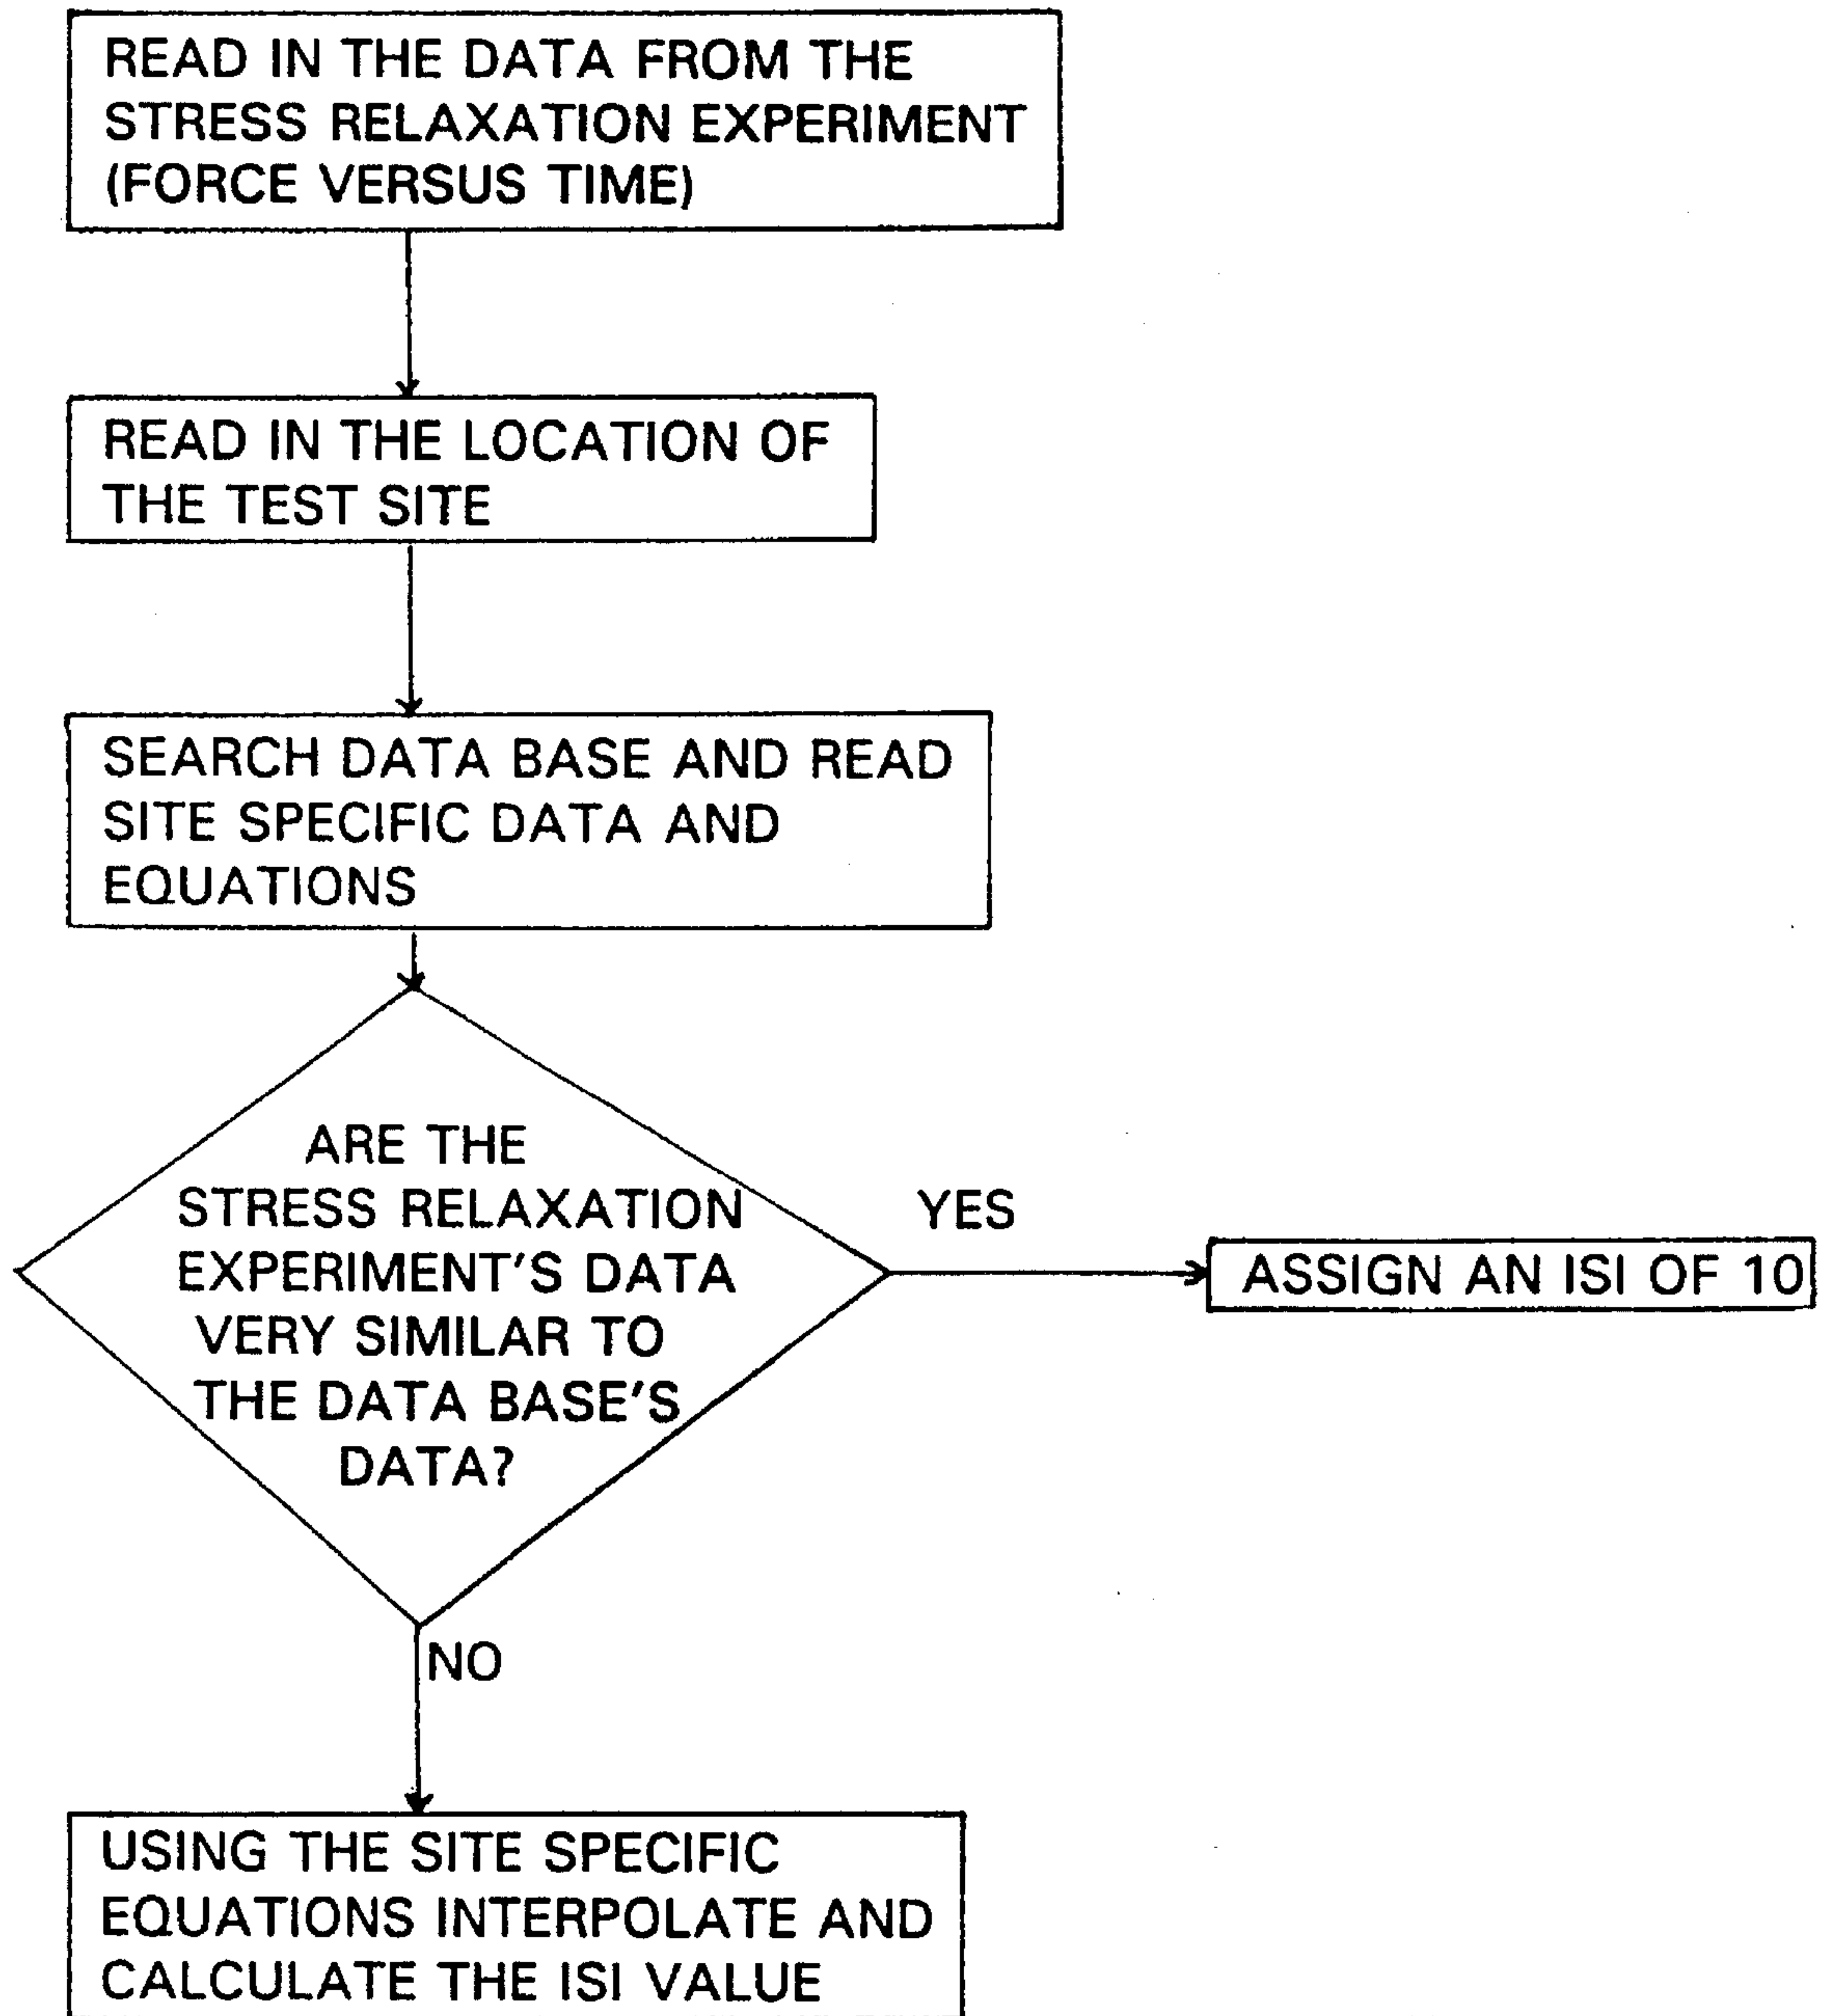 READ IN THE DATA FROM THE
STRESS RELAXATION EXPERIMENT
(FORCE VERSUS TIME)
READ IN THE LOCATION OF
THE TEST SITE
SEARCH DATA BASE AND READ
SITE SPECIFIC DATA AND
EQUATIONS
ARE THE
STRESS RELAXATION
EXPERIMENT'S DATA
VERY SIMILAR TO
THE DATA BASE'S
DATA?
YES
ASSIGN AN ISI OF 10
NO
USING THE SITE SPECIFIC
EQUATIONS INTERPOLATE AND
CALCULATE THE ISI VALUE